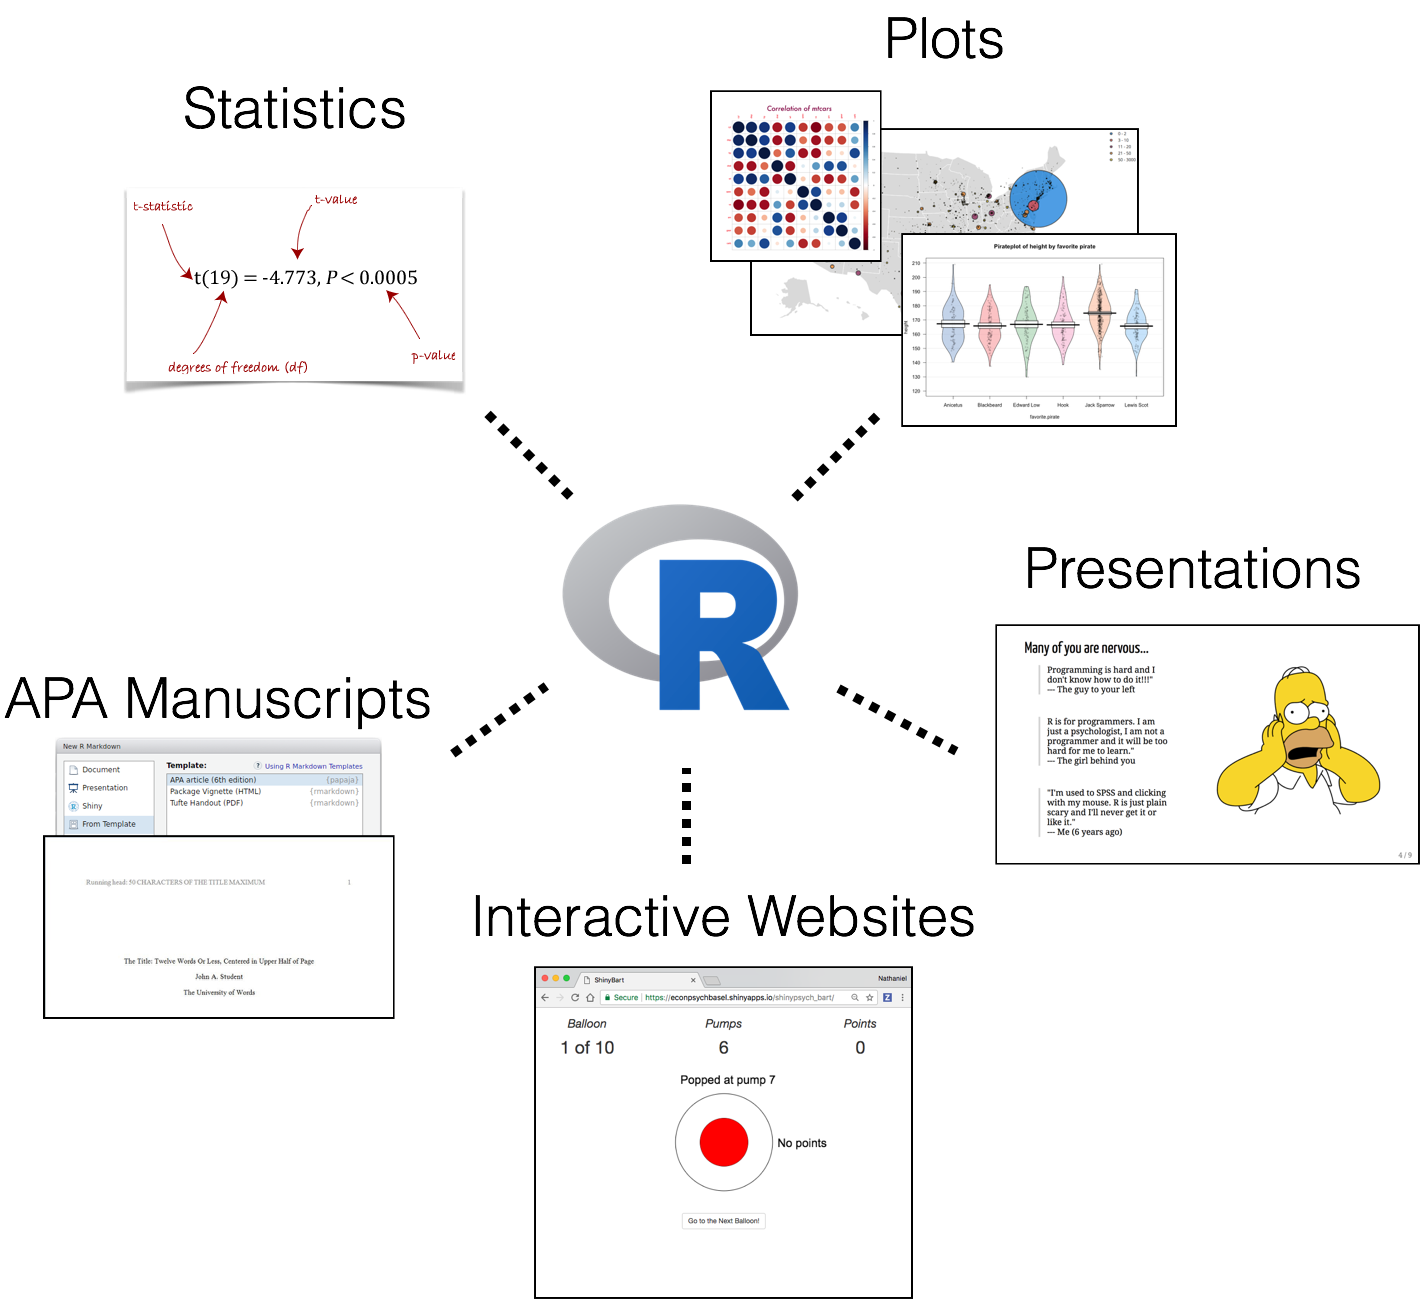 Plots
Statistics
t-statistic
t-value
t(19) = -4.773, P < 0.0005
degrees of freedom (df)
p-value
Correlation of mtcars
0 - 2
3 - 10
11 - 20
21 - 50
50 - 3000
Pirateplot of height by favorite pirate
height
210
200
190
180
170
160
150
140
130
120
Anicetus Blackbeard Edward Low Hook Jack Sparrow Lewis Scot
favorite.pirate
R
Presentations
Many of you are nervous...
Programming is hard and I
don't know how to do it!!!"
--- The guy to your left
R is for programmers. I am
just a psychologist, I am not a
programmer and it will be too
hard for me to learn."
--- The girl behind you
"I'm used to SPSS and clicking
with my mouse. R is just plain
scary and I'll never get it or
like it."
--- Me (6 years ago)
4 / 9
APA Manuscripts
New R Markdown
Document
Presentation
Shiny
From Template
Template:
? Using R Markdown Templates
APA article (6th edition) {papaja}
Package Vignette (HTML) {rmarkdown}
Tufte Handout (PDF) {rmarkdown}
Running head: 50 CHARACTERS OF THE TITLE MAXIMUM 1
The Title: Twelve Words Or Less, Centered in Upper Half of Page
John A. Student
The University of Words
Interactive Websites
ShinyBart
Nathaniel
Secure https://econpsychbasel.shinyapps.io/shinypsych_bart/
Z
Balloon Pumps Points
1 of 10 6 0
Popped at pump 7
No points
Go to the Next Balloon!